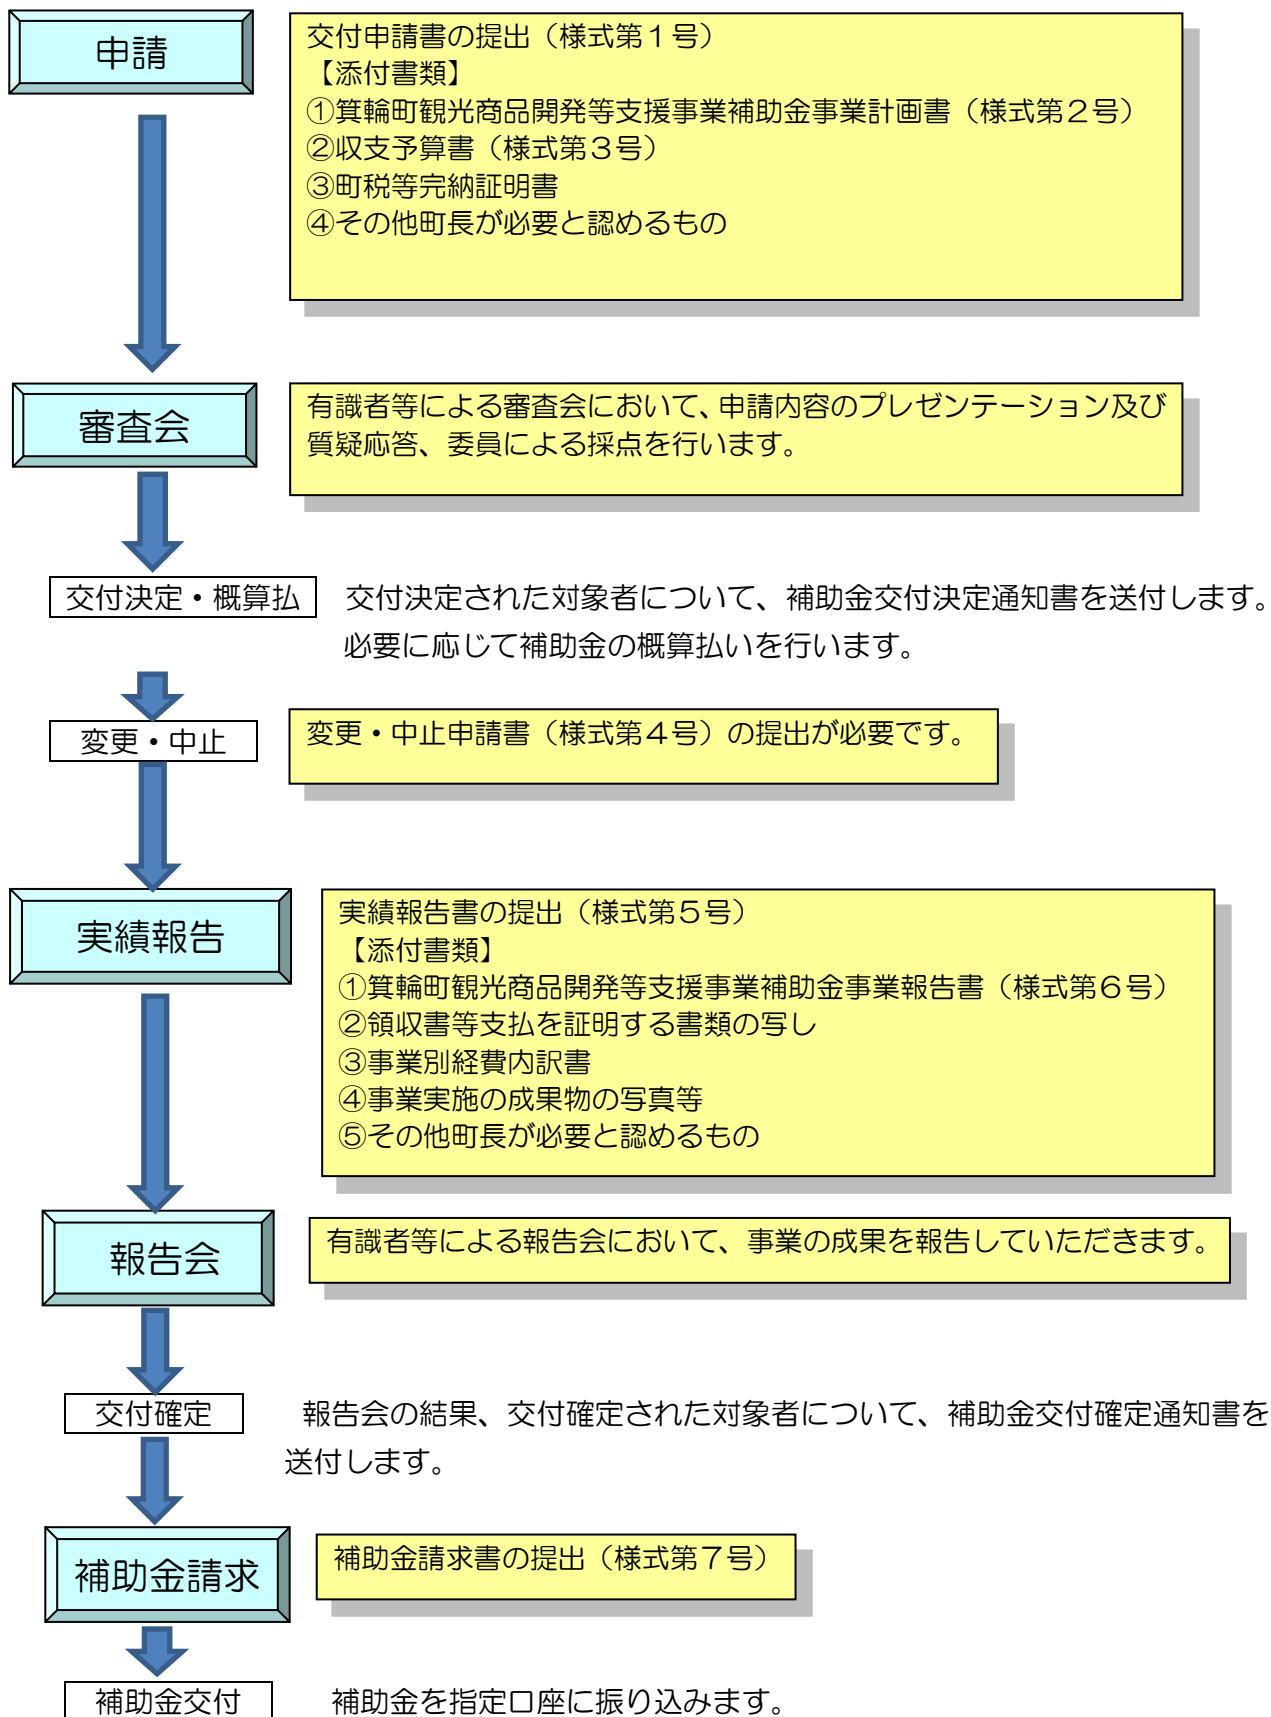 申請
交付申請書の提出（様式第１号）
【添付書類】
①箕輪町観光商品開発等支援事業補助金事業計画書（様式第２号）
②収支予算書（様式第３号）
③町税等完納証明書
④その他町長が必要と認めるもの
審査会
有識者等による審査会において、申請内容のプレゼンテーション及び
質疑応答、委員による採点を行います。
交付決定・概算払
交付決定された対象者について、補助金交付決定通知書を送付します。
必要に応じて補助金の概算払いを行います。
変更・中止
変更・中止申請書（様式第４号）の提出が必要です。
実績報告
実績報告書の提出（様式第５号）
【添付書類】
①箕輪町観光商品開発等支援事業補助金事業報告書（様式第６号）
②領収書等支払を証明する書類の写し
③事業別経費内訳書
④事業実施の成果物の写真等
⑤その他町長が必要と認めるもの
報告会
有識者等による報告会において、事業の成果を報告していただきます。
交付確定
報告会の結果、交付確定された対象者について、補助金交付確定通知書を
送付します。
補助金請求
補助金請求書の提出（様式第７号）
補助金交付
補助金を指定口座に振り込みます。